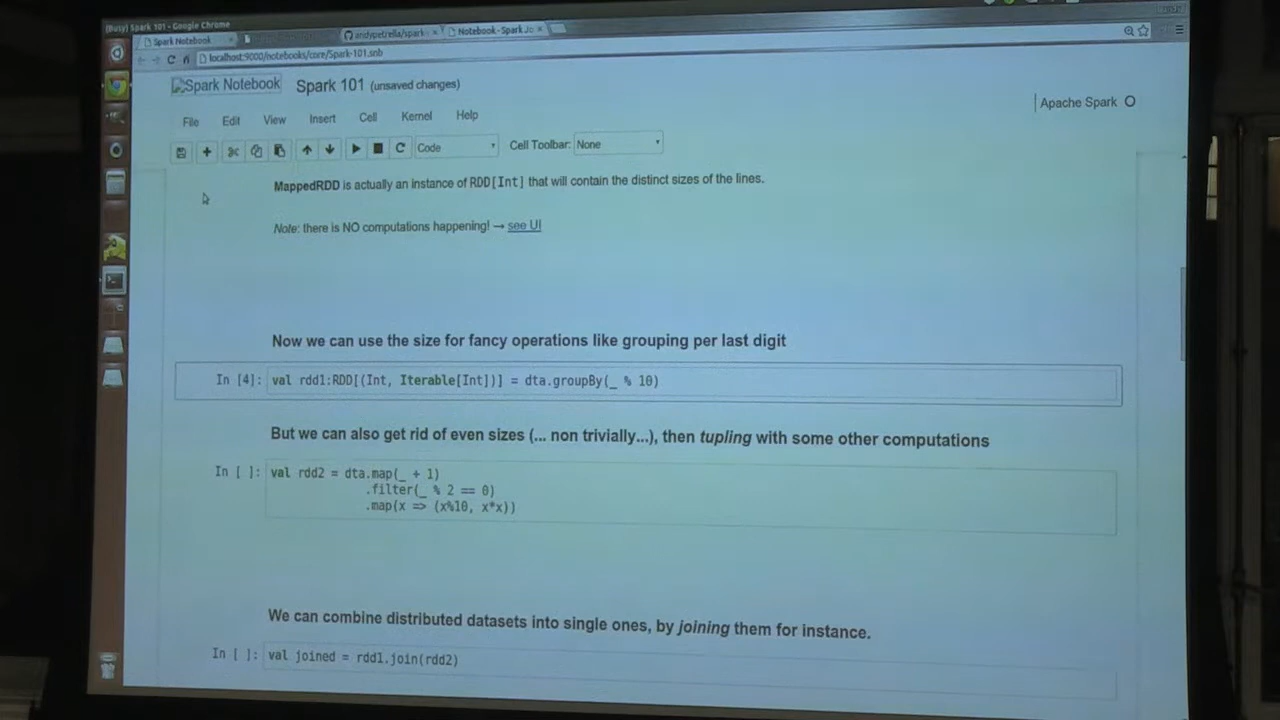 (Busy) Spark 101 - Google Chrome
Spark Notebook
andypetrella/spark
Notebook - Spark Jo
localhost:9000/notebooks/core/Spark-101.snb
Spark Notebook Spark 101 (unsaved changes)
Apache Spark
File Edit View Insert Cell Kernel Help
Code Cell Toolbar: None
MappedRDD is actually an instance of RDD[Int] that will contain the distinct sizes of the lines.
Note: there is NO computations happening! → see UI
Now we can use the size for fancy operations like grouping per last digit
In [4]: val rdd1:RDD[(Int, Iterable[Int])] = dta.groupBy(_ % 10)
But we can also get rid of even sizes (... non trivially...), then tupling with some other computations
In [ ]: val rdd2 = dta.map(_ + 1)
.filter(_ % 2 == 0)
.map(x => (x%10, x*x))
We can combine distributed datasets into single ones, by joining them for instance.
In [ ]: val joined = rdd1.join(rdd2)